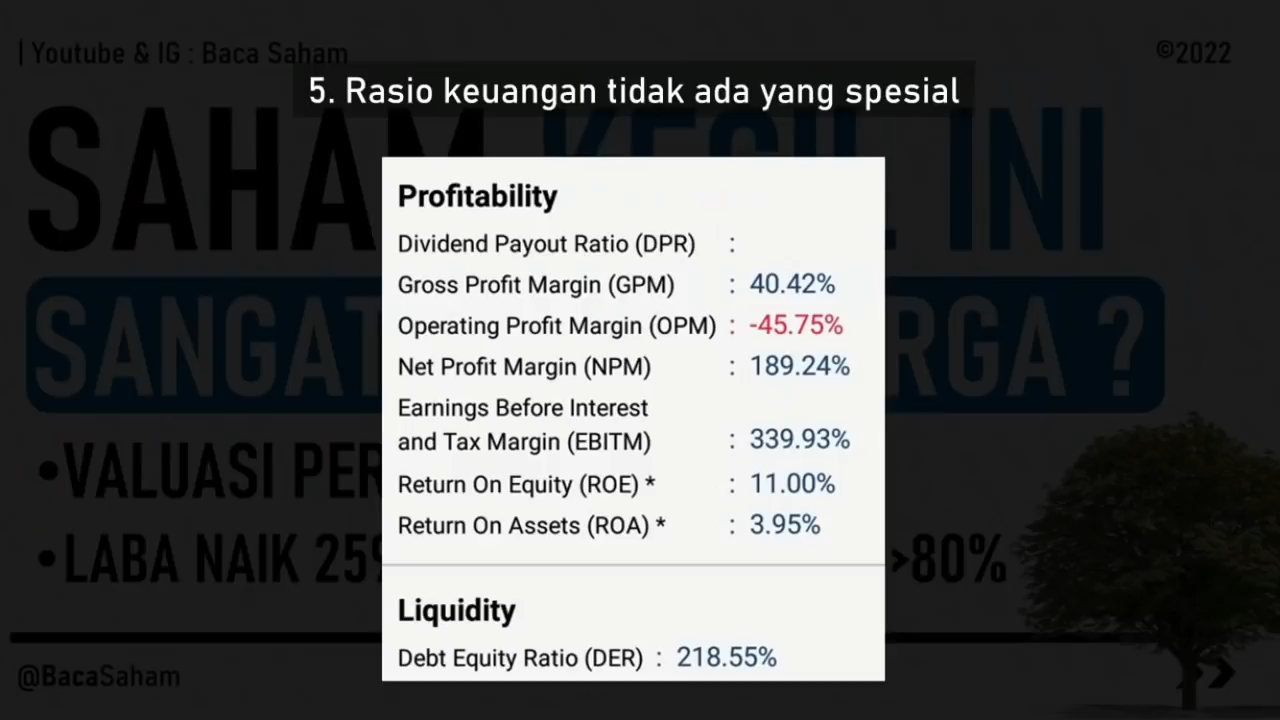 | Youtube & IG : Baca Saham
©2022
5. Rasio keuangan tidak ada yang spesial
SAHAM KECIL INI
SANGAT RGA ?
•VALUASI PER
•LABA NAIK 25% >80%
@BacaSaham
Profitability
Dividend Payout Ratio (DPR) :
Gross Profit Margin (GPM) : 40.42%
Operating Profit Margin (OPM) : -45.75%
Net Profit Margin (NPM) : 189.24%
Earnings Before Interest
and Tax Margin (EBITM) : 339.93%
Return On Equity (ROE) * : 11.00%
Return On Assets (ROA) * : 3.95%
Liquidity
Debt Equity Ratio (DER) : 218.55%